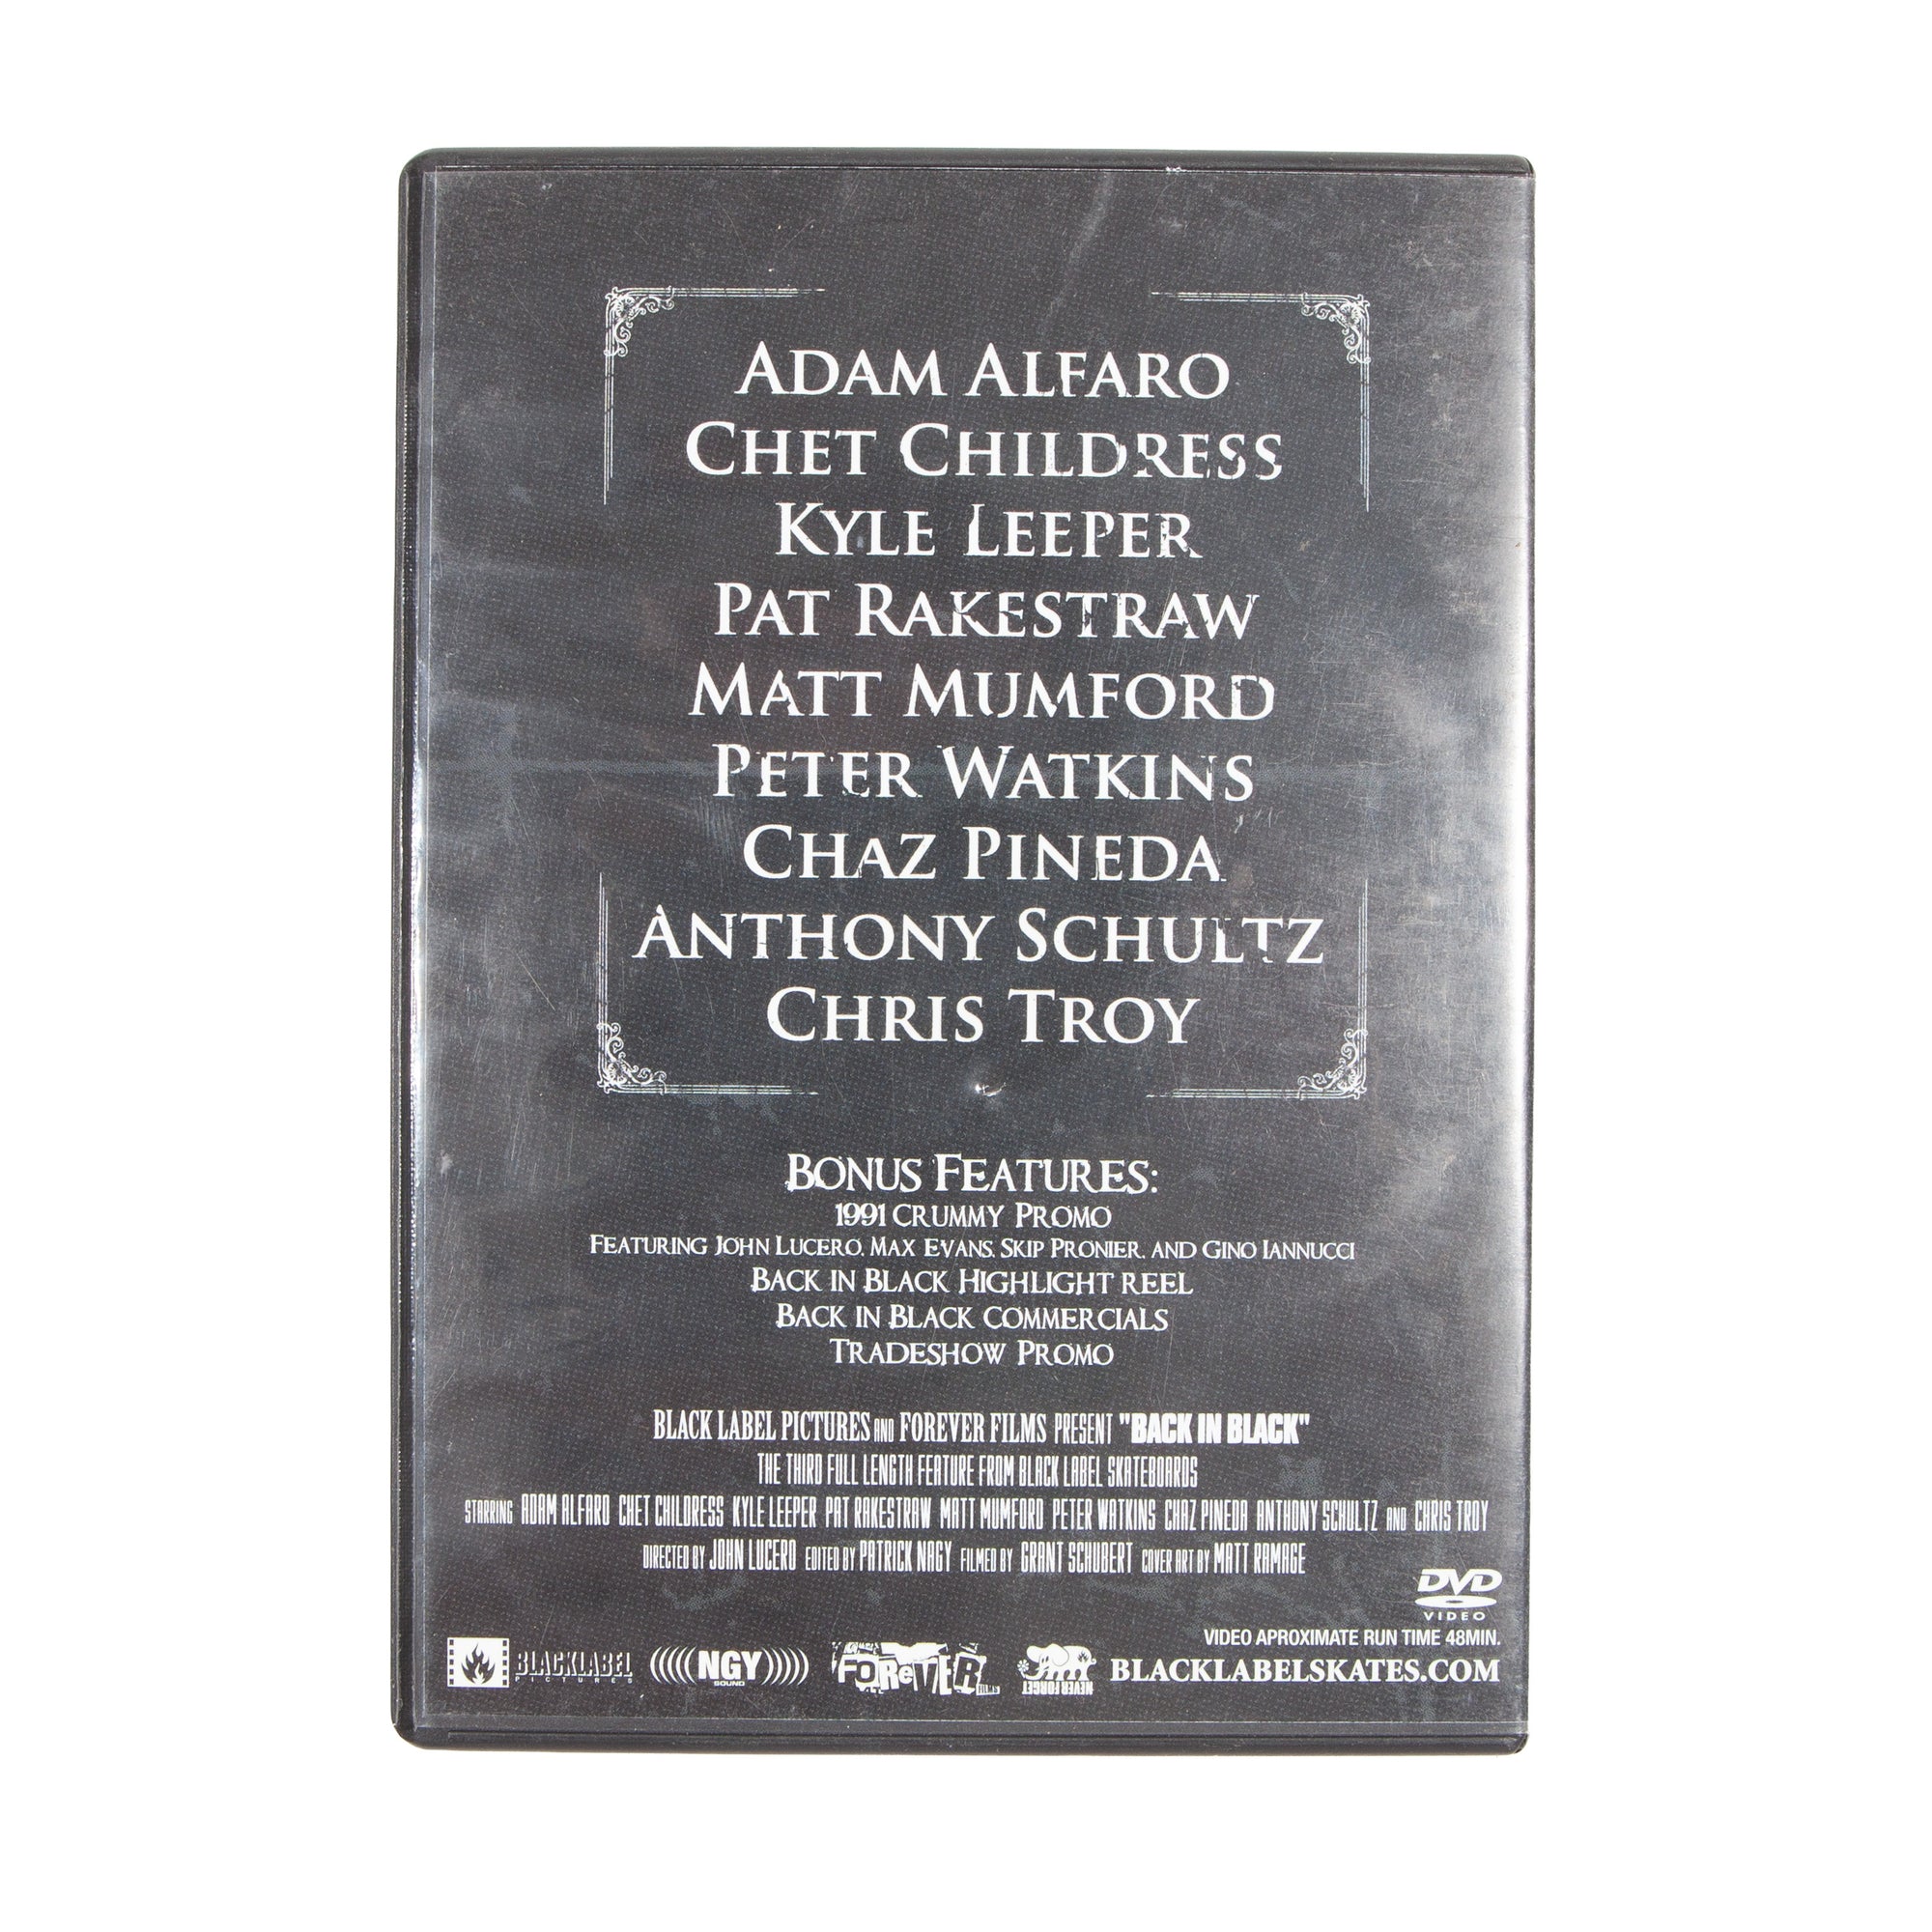 ADAM ALFARO
CHET CHILDRESS
KYLE LEEPER
PAT RAKESTRAW
MATT MUMFORD
PETER WATKINS
CHAZ PINEDA
ANTHONY SCHULTZ
CHRIS TROY
BONUS FEATURES:
1991 CRUMMY PROMO
FEATURING JOHN LUCERO, MAX EVANS, SKIP PRONIER, AND GINO IANNUCCI
BACK IN BLACK HIGHLIGHT REEL
BACK IN BLACK COMMERCIALS
TRADESHOW PROMO
BLACK LABEL PICTURES AND FOREVER FILMS PRESENT "BACK IN BLACK"
THE THIRD FULL LENGTH FEATURE FROM BLACK LABEL SKATEBOARDS
STARRING ADAM ALFARO CHET CHILDRESS KYLE LEEPER PAT RAKESTRAW MATT MUMFORD PETER WATKINS CHAZ PINEDA ANTHONY SCHULTZ AND CHRIS TROY
DIRECTED BY JOHN LUCERO EDITED BY PATRICK NAGY FILMED BY GRANT SCHUBERT COVER ART BY MATT RAMAGE
DVD
VIDEO
VIDEO APROXIMATE RUN TIME 48MIN.
BLACKLABEL PICTURES
NGY SOUND
FOREVER FILMS
NEVER FORGET
BLACKLABELSKATES.COM